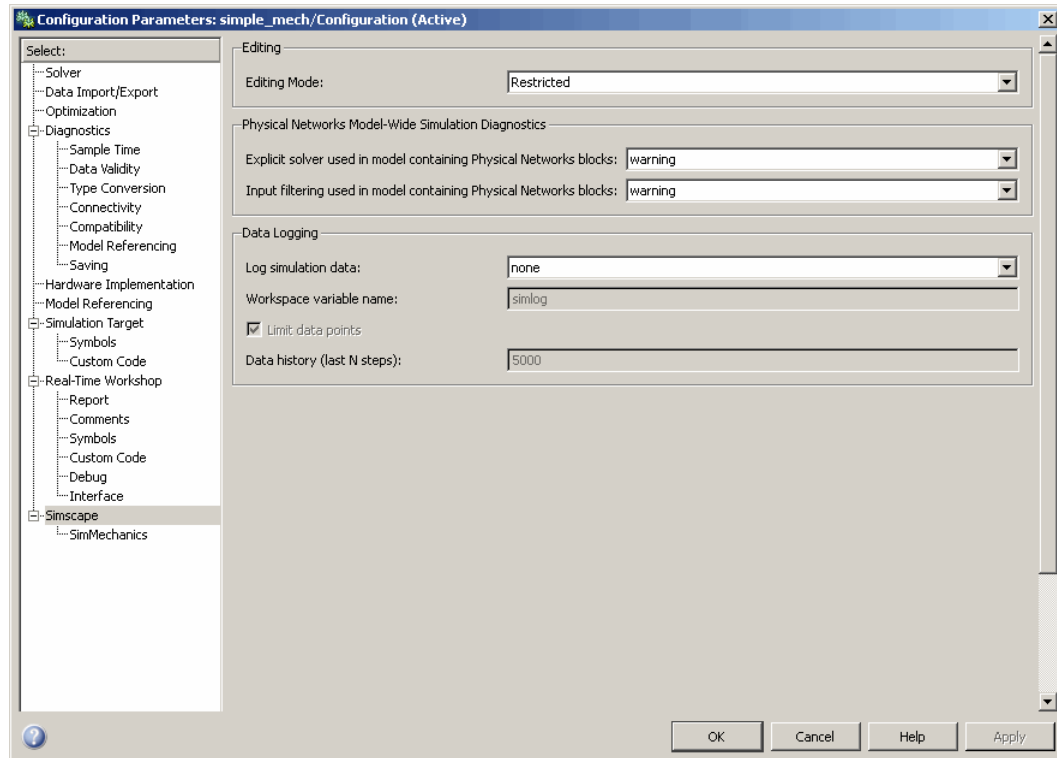 Configuration Parameters: simple_mech/Configuration (Active)
Select:
Solver
Data Import/Export
Optimization
Diagnostics
Sample Time
Data Validity
Type Conversion
Connectivity
Compatibility
Model Referencing
Saving
Hardware Implementation
Model Referencing
Simulation Target
Symbols
Custom Code
Real-Time Workshop
Report
Comments
Symbols
Custom Code
Debug
Interface
Simscape
SimMechanics
Editing
Editing Mode: Restricted
Physical Networks Model-Wide Simulation Diagnostics
Explicit solver used in model containing Physical Networks blocks: warning
Input filtering used in model containing Physical Networks blocks: warning
Data Logging
Log simulation data: none
Workspace variable name: simlog
Limit data points
Data history (last N steps): 5000
OK Cancel Help Apply